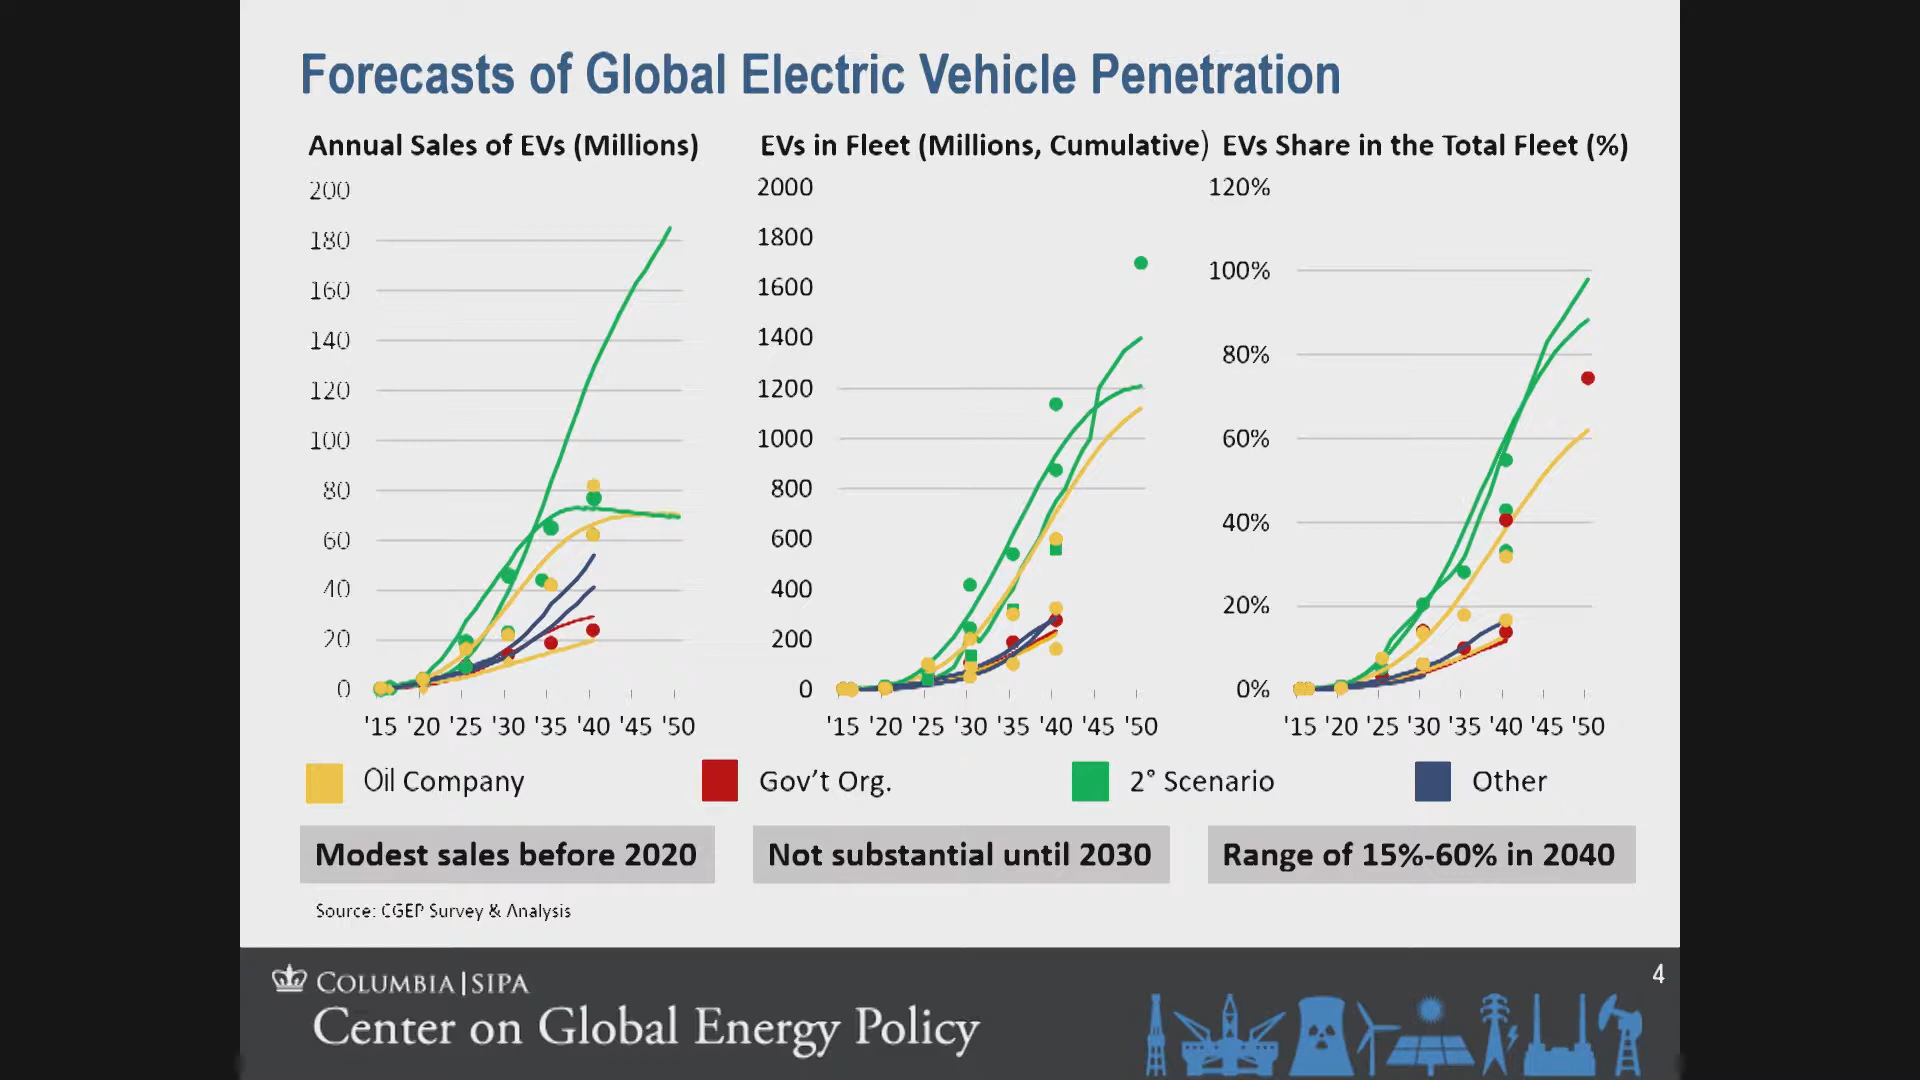 Forecasts of Global Electric Vehicle Penetration
Annual Sales of EVs (Millions)
200
180
160
140
120
100
80
60
40
20
0
'15 '20 '25 '30 '35 '40 '45 '50
EVs in Fleet (Millions, Cumulative)
2000
1800
1600
1400
1200
1000
800
600
400
200
0
'15 '20 '25 '30 '35 '40 '45 '50
EVs Share in the Total Fleet (%)
120%
100%
80%
60%
40%
20%
0%
'15 '20 '25 '30 '35 '40 '45 '50
Oil Company
Gov't Org.
2° Scenario
Other
Modest sales before 2020
Not substantial until 2030
Range of 15%-60% in 2040
Source: CGEP Survey & Analysis
4
COLUMBIA|SIPA
Center on Global Energy Policy